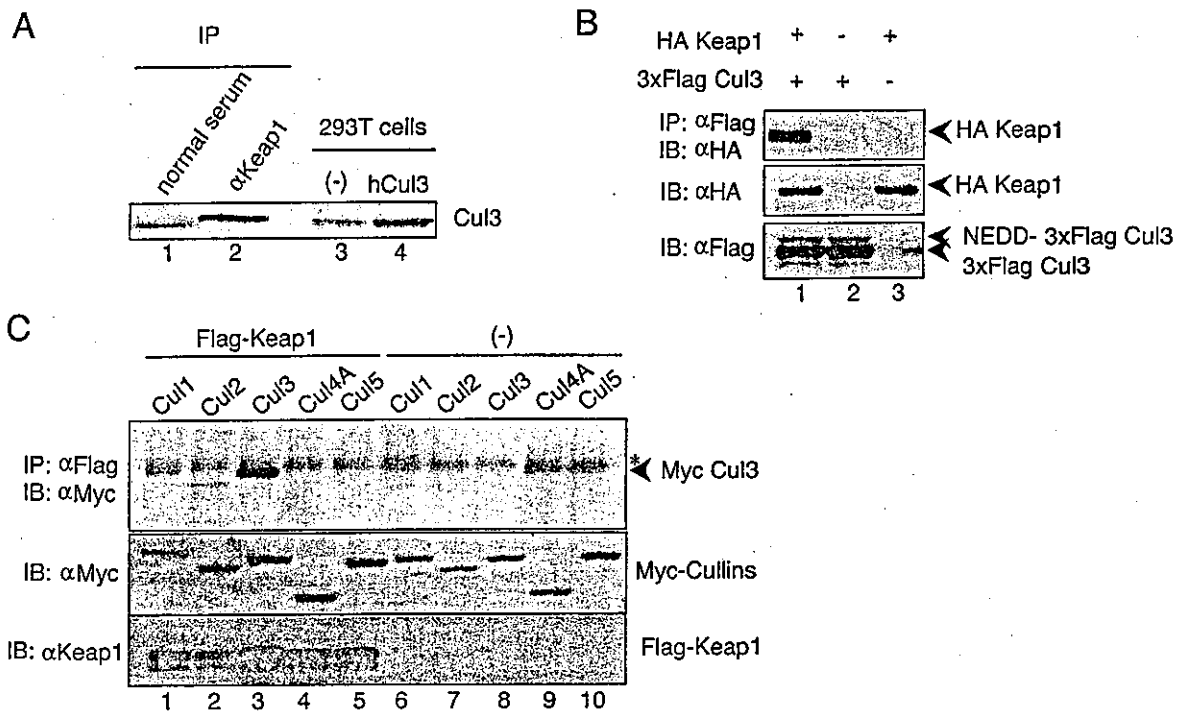 A
IP
normal serum
αKeap1
293T cells
(-) hCul3
Cul3
1 2 3 4
B
HA Keap1 + - +
3xFlag Cul3 + + -
IP: αFlag
IB: αHA
HA Keap1
IB: αHA
HA Keap1
IB: αFlag
NEDD- 3xFlag Cul3
3xFlag Cul3
1 2 3
C
Flag-Keap1 (-)
Cul1 Cul2 Cul3 Cul4A Cul5 Cul1 Cul2 Cul3 Cul4A Cul5
IP: αFlag
IB: αMyc
*
Myc Cul3
IB: αMyc
Myc-Cullins
IB: αKeap1
Flag-Keap1
1 2 3 4 5 6 7 8 9 10